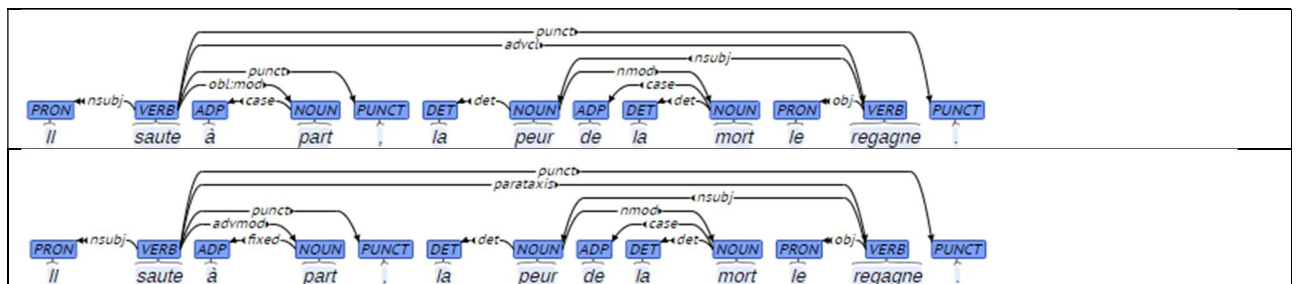 punct
advcl
nsubj
punct nmod
obl:mod case
nsubj case det det obj
PRON VERB ADP NOUN PUNCT DET NOUN ADP DET NOUN PRON VERB PUNCT
Il saute à part , la peur de la mort le regagne .
punct
parataxis
nsubj
punct nmod
advmod case
nsubj fixed det det obj
PRON VERB ADP NOUN PUNCT DET NOUN ADP DET NOUN PRON VERB PUNCT
Il saute à part , la peur de la mort le regagne .